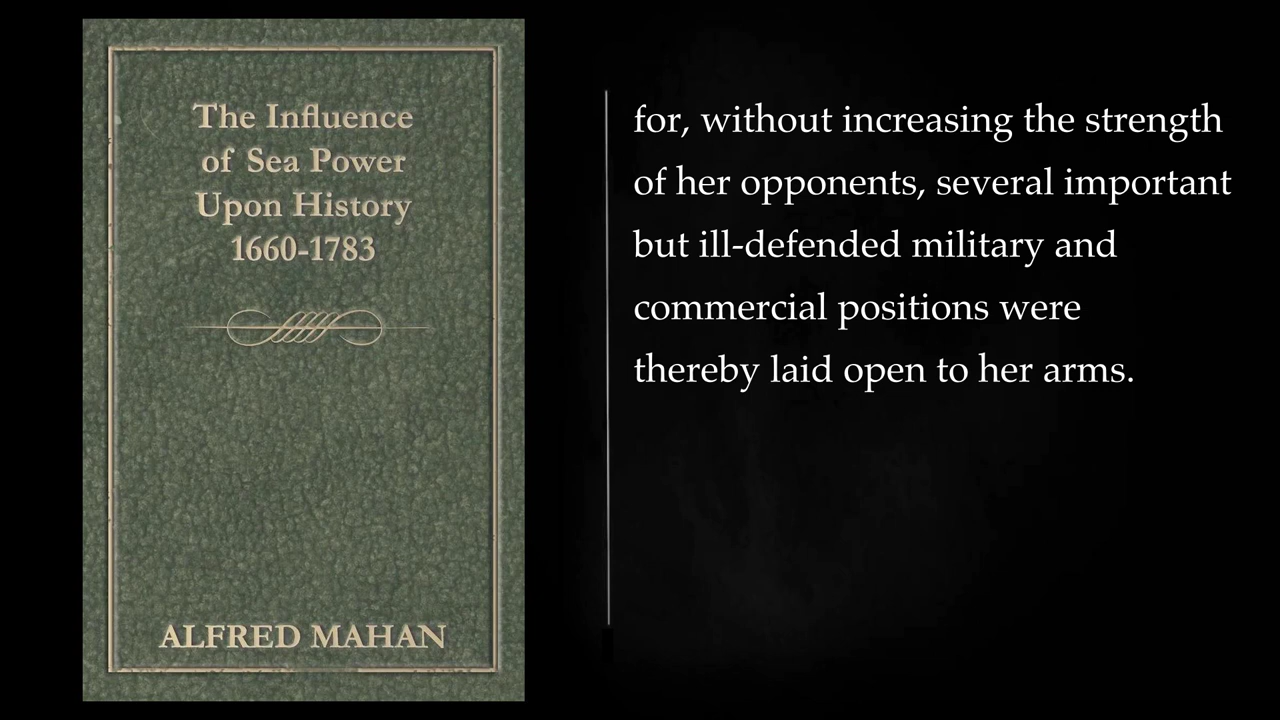 The Influence
of Sea Power
Upon History
1660-1783
ALFRED MAHAN
for, without increasing the strength
of her opponents, several important
but ill-defended military and
commercial positions were
thereby laid open to her arms.